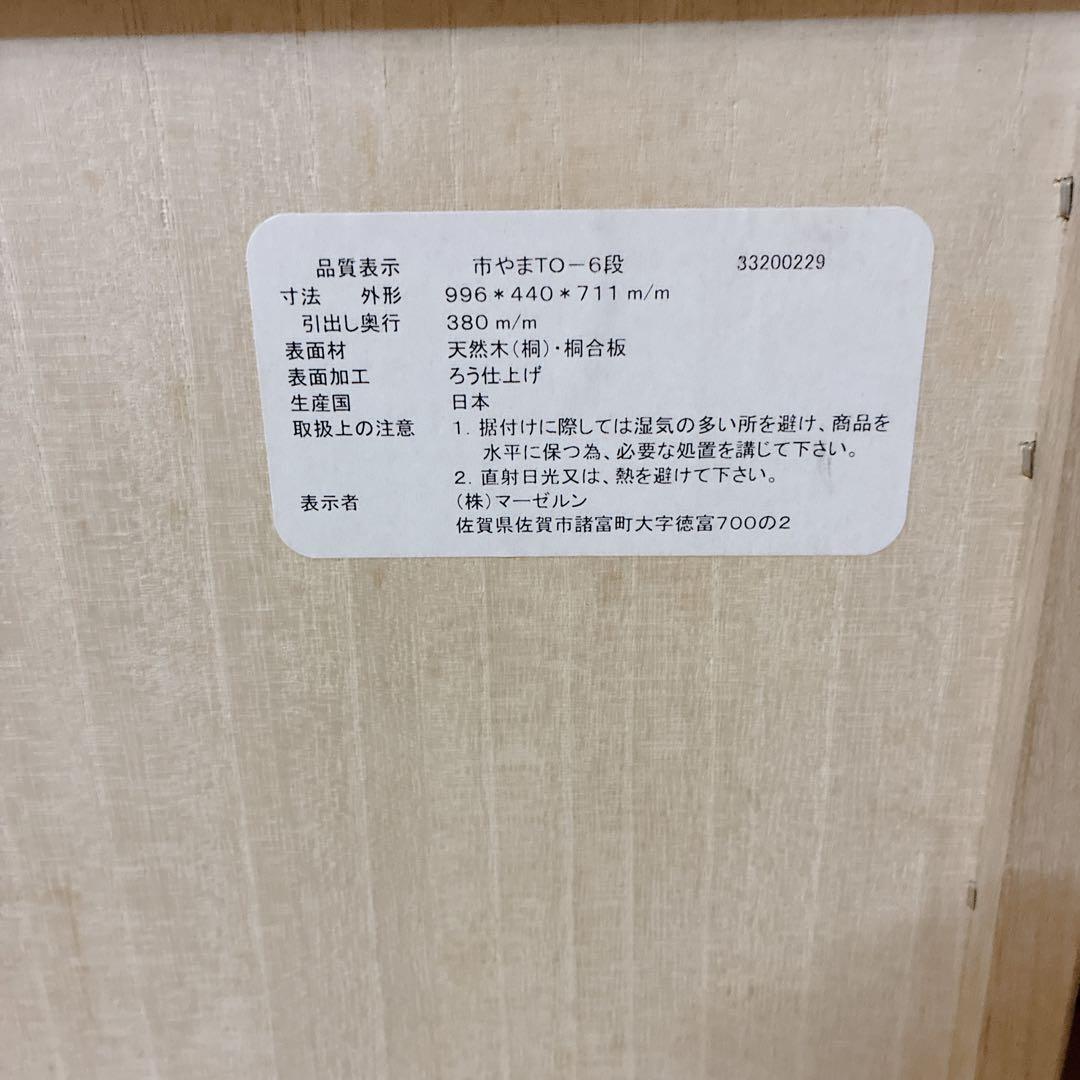 品質表示 市やまTO－6段 33200229
寸法 外形 996＊440＊711 m/m
引出し奥行 380 m/m
表面材 天然木(桐)・桐合板
表面加工 ろう仕上げ
生産国 日本
取扱上の注意 1. 据付けに際しては湿気の多い所を避け、商品を
水平に保つ為、必要な処置を講じて下さい。
2. 直射日光又は、熱を避けて下さい。
表示者 (株)マーゼルン
佐賀県佐賀市諸富町大字徳富700の2